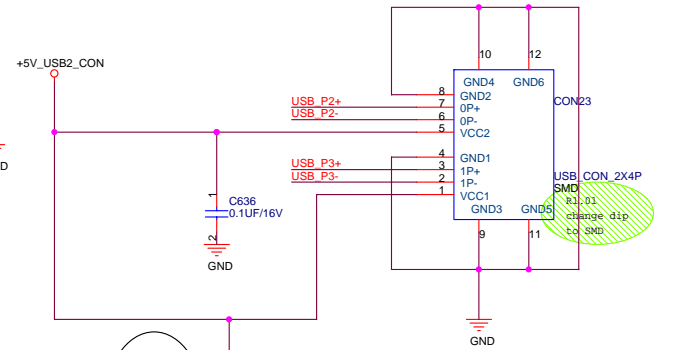 +5V_USB2_CON
10
12
GND4
GND6
8
GND2
USB_P2+
7
0P+
CON23
USB_P2-
6
0P-
5
VCC2
4
GND1
USB_P3+
3
1P+
USB_P3-
2
1P-
USB_CON_2X4P
SMD
1
VCC1
D
1
C636
0.1UF/16V
GND3
GND5
R1.01
change dip
to SMD
2
9
11
GND
GND